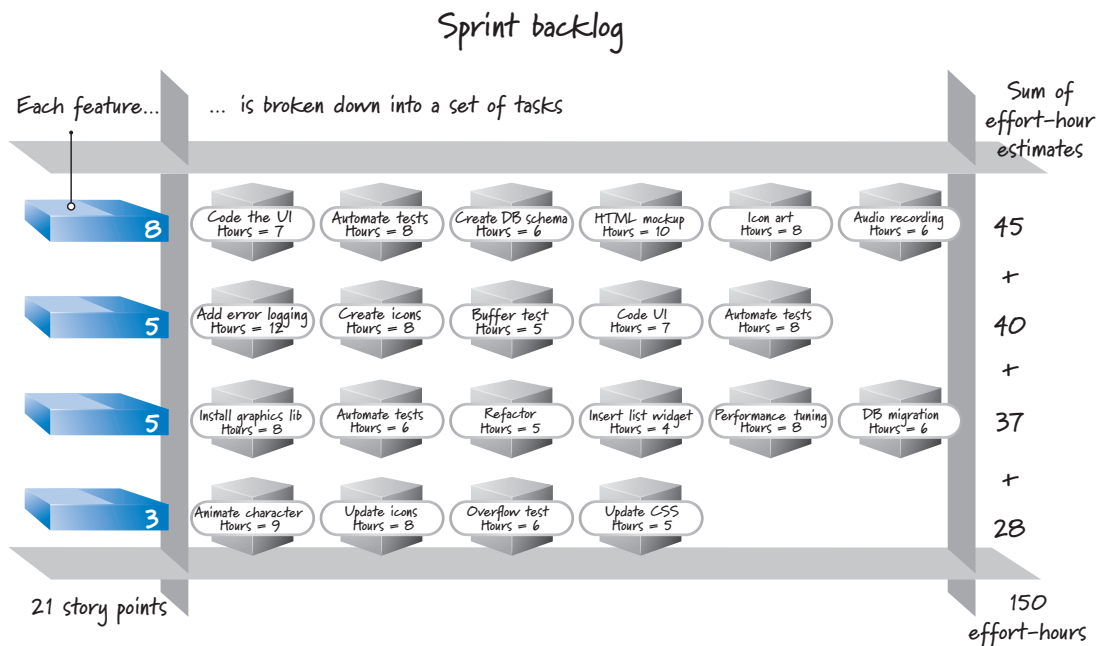 Sprint backlog
Each feature...
... is broken down into a set of tasks
Sum of
effort-hour
estimates
8
Code the UI
Hours = 7
Automate tests
Hours = 8
Create DB schema
Hours = 6
HTML mockup
Hours = 10
Icon art
Hours = 8
Audio recording
Hours = 6
45
+
5
Add error logging
Hours = 12
Create icons
Hours = 8
Buffer test
Hours = 5
Code UI
Hours = 7
Automate tests
Hours = 8
40
+
5
Install graphics lib
Hours = 8
Automate tests
Hours = 6
Refactor
Hours = 5
Insert list widget
Hours = 4
Performance tuning
Hours = 8
DB migration
Hours = 6
37
+
3
Animate character
Hours = 9
Update icons
Hours = 8
Overflow test
Hours = 6
Update CSS
Hours = 5
28
21 story points
150
effort-hours